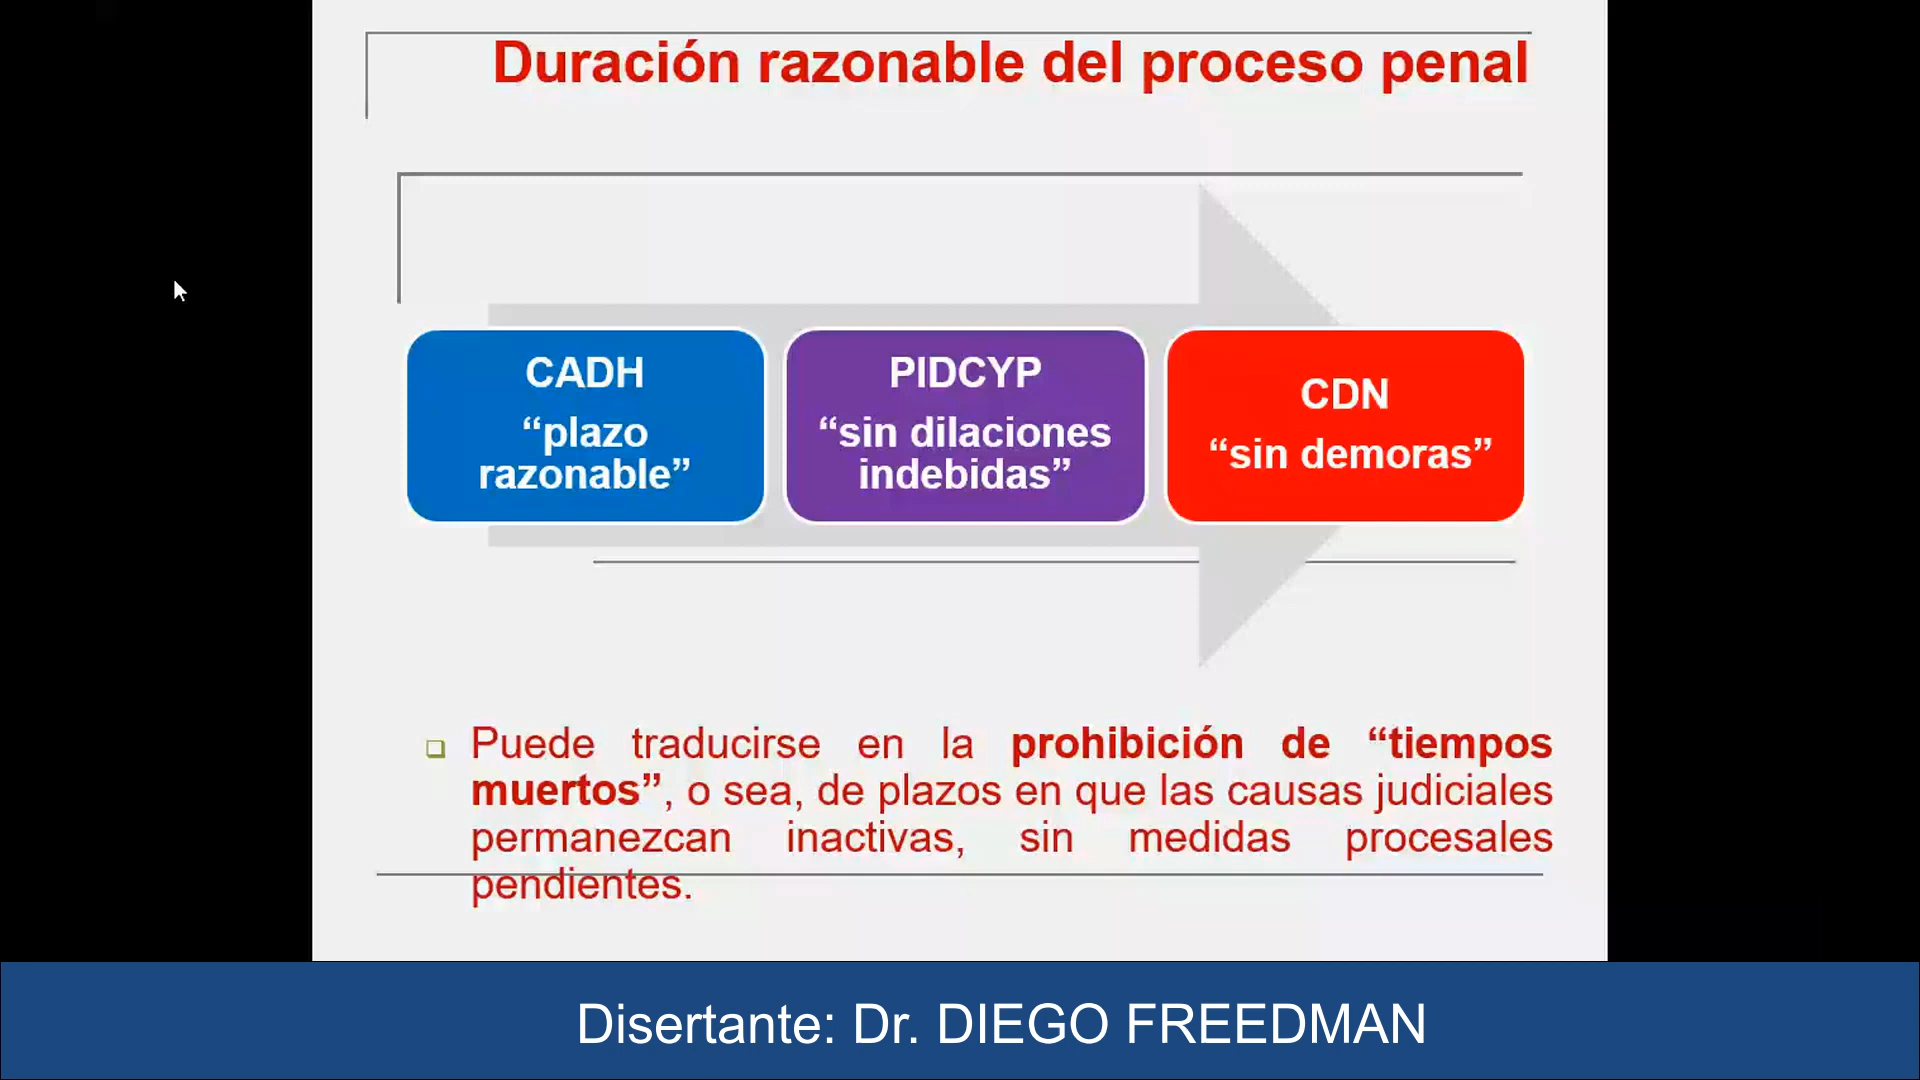 Duración razonable del proceso penal
CADH
“plazo
razonable”
PIDCYP
“sin dilaciones
indebidas”
CDN
“sin demoras”
Puede traducirse en la prohibición de “tiempos
muertos”, o sea, de plazos en que las causas judiciales
permanezcan inactivas, sin medidas procesales
pendientes.
Disertante: Dr. DIEGO FREEDMAN